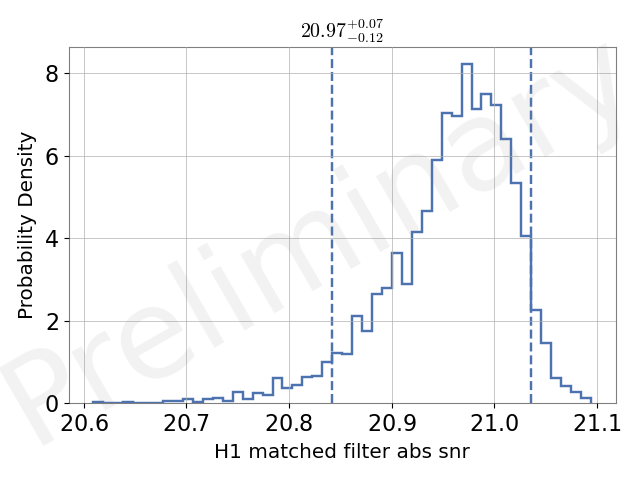 20.97+0.07−0.12
8
6
4
2
0
Probability Density
20.6 20.7 20.8 20.9 21.0 21.1
H1 matched filter abs snr
Preliminary